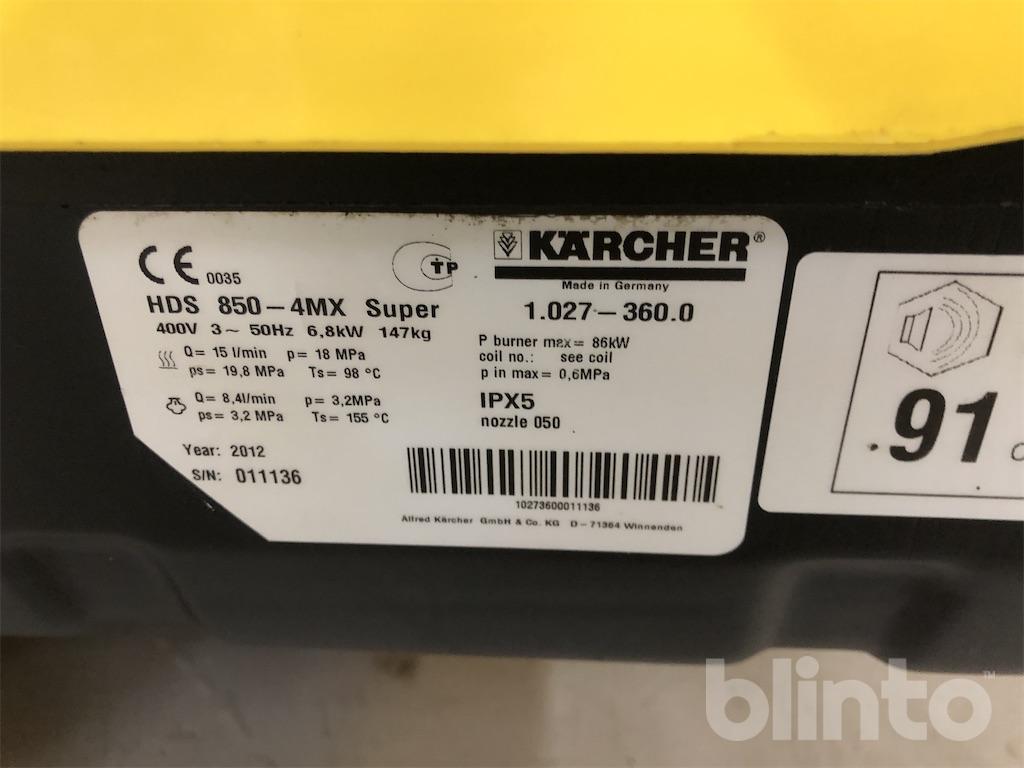 CE 0035
TP
KÄRCHER®
Made in Germany
HDS 850-4MX Super
1.027-360.0
400V 3~ 50Hz 6,8kW 147kg
Q= 15 l/min p= 18 MPa
ps= 19,8 MPa Ts= 98 °C
P burner max= 86kW
coil no.: see coil
p in max= 0,6MPa
Q= 8,4l/min p= 3,2MPa
ps= 3,2 MPa Ts= 155 °C
IPX5
nozzle 050
Year: 2012
S/N: 011136
10273600011136
Alfred Kärcher GmbH & Co. KG D-71364 Winnenden
91
blinto™